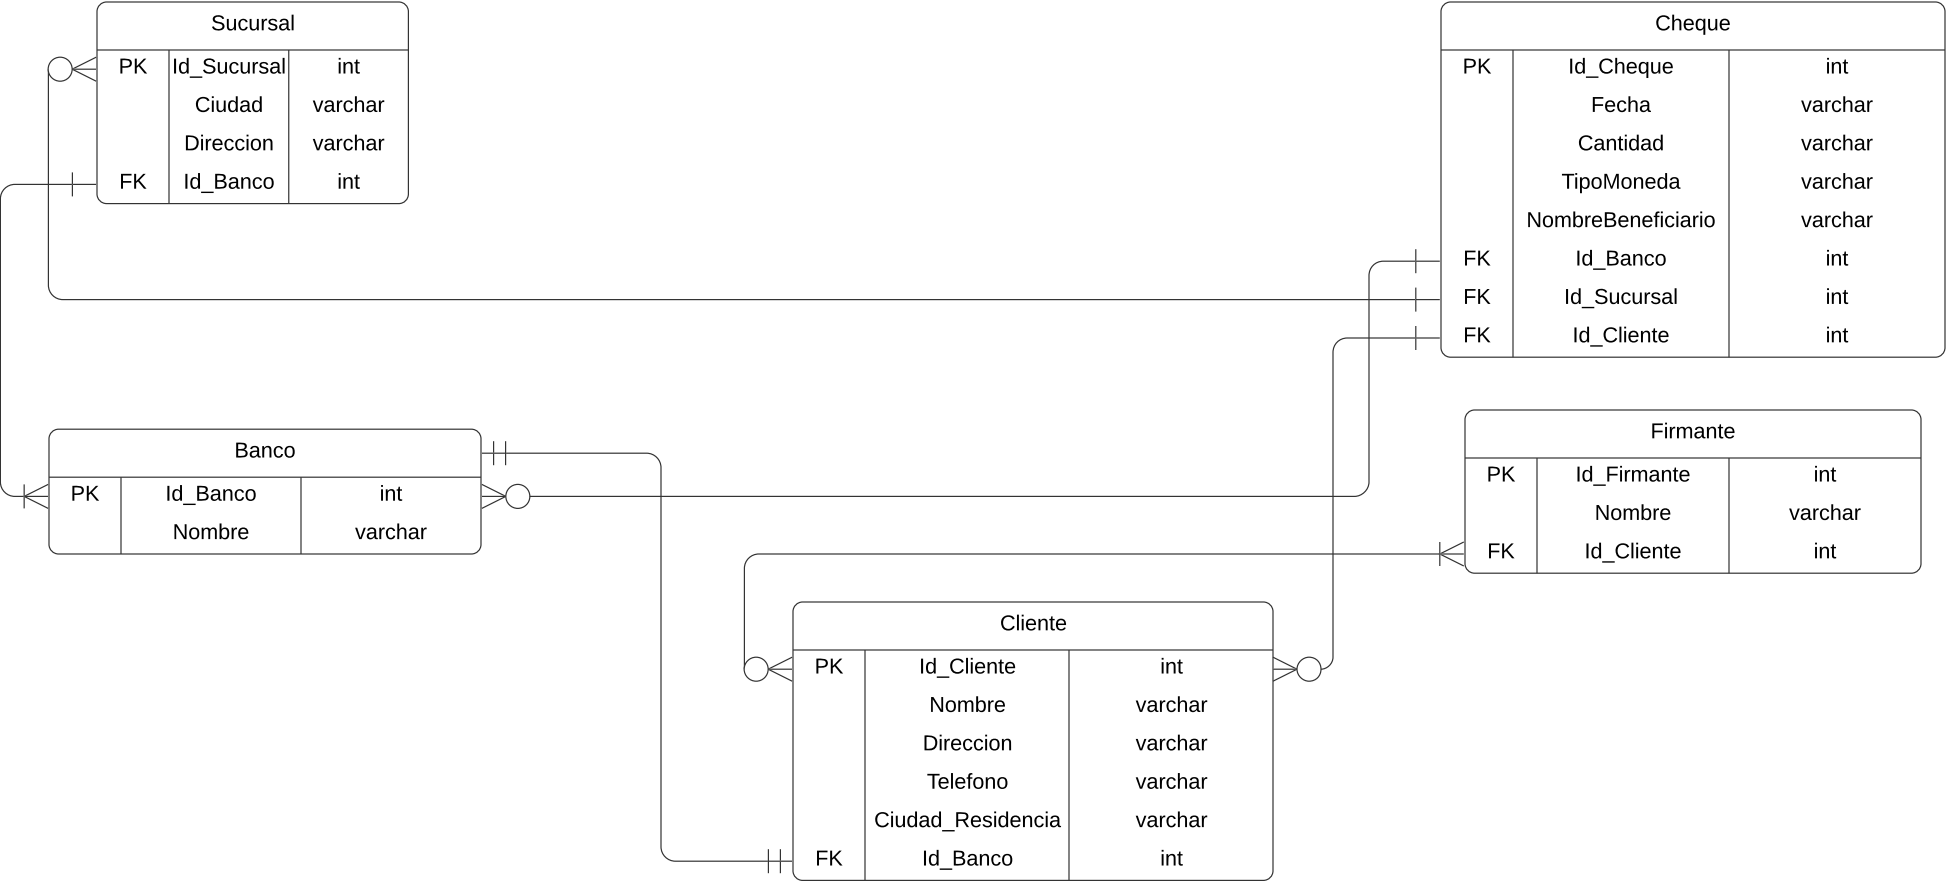 Sucursal
PK Id_Sucursal int
Ciudad varchar
Direccion varchar
FK Id_Banco int
Cheque
PK Id_Cheque int
Fecha varchar
Cantidad varchar
TipoMoneda varchar
NombreBeneficiario varchar
FK Id_Banco int
FK Id_Sucursal int
FK Id_Cliente int
Banco
PK Id_Banco int
Nombre varchar
Firmante
PK Id_Firmante int
Nombre varchar
FK Id_Cliente int
Cliente
PK Id_Cliente int
Nombre varchar
Direccion varchar
Telefono varchar
Ciudad_Residencia varchar
FK Id_Banco int